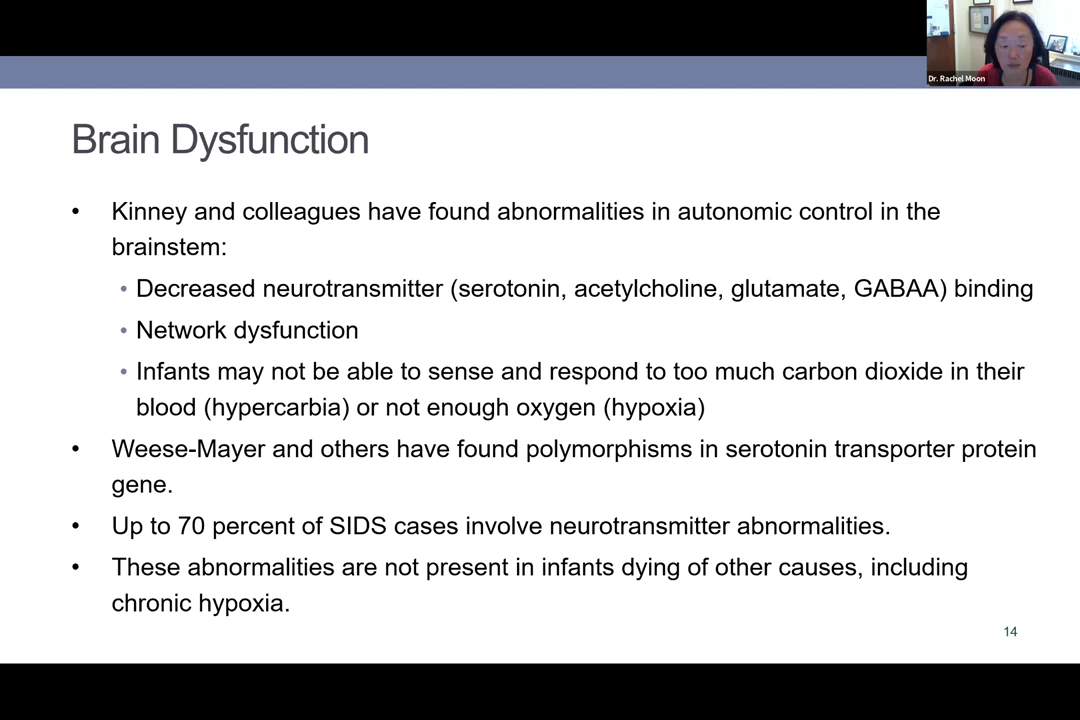 Dr. Rachel Moon
Brain Dysfunction
• Kinney and colleagues have found abnormalities in autonomic control in the
brainstem:
• Decreased neurotransmitter (serotonin, acetylcholine, glutamate, GABAA) binding
• Network dysfunction
• Infants may not be able to sense and respond to too much carbon dioxide in their
blood (hypercarbia) or not enough oxygen (hypoxia)
• Weese-Mayer and others have found polymorphisms in serotonin transporter protein
gene.
• Up to 70 percent of SIDS cases involve neurotransmitter abnormalities.
• These abnormalities are not present in infants dying of other causes, including
chronic hypoxia.
14